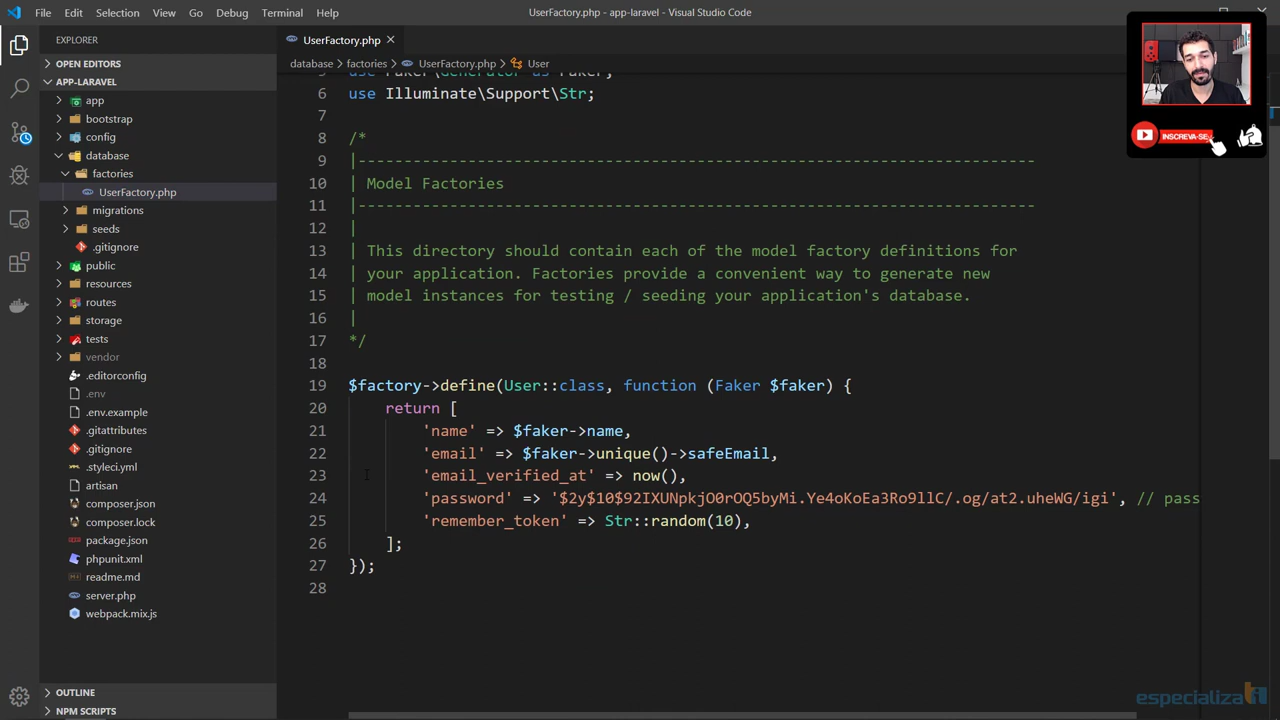 File Edit Selection View Go Debug Terminal Help
UserFactory.php - app-laravel - Visual Studio Code
EXPLORER
OPEN EDITORS
APP-LARAVEL
app
bootstrap
config
database
factories
UserFactory.php
migrations
seeds
.gitignore
public
resources
routes
storage
tests
vendor
.editorconfig
.env
.env.example
.gitattributes
.gitignore
.styleci.yml
artisan
composer.json
composer.lock
package.json
phpunit.xml
readme.md
server.php
webpack.mix.js
OUTLINE
NPM SCRIPTS
UserFactory.php
database > factories > UserFactory.php > User
use Faker\Generator as Faker;
6 use Illuminate\Support\Str;
7
8 /*
9 |--------------------------------------------------------------------------
10 | Model Factories
11 |--------------------------------------------------------------------------
12 |
13 | This directory should contain each of the model factory definitions for
14 | your application. Factories provide a convenient way to generate new
15 | model instances for testing / seeding your application's database.
16 |
17 */
18
19 $factory->define(User::class, function (Faker $faker) {
20 return [
21 'name' => $faker->name,
22 'email' => $faker->unique()->safeEmail,
23 'email_verified_at' => now(),
24 'password' => '$2y$10$92IXUNpkjO0rOQ5byMi.Ye4oKoEa3Ro9llC/.og/at2.uheWG/igi', // pass
25 'remember_token' => Str::random(10),
26 ];
27 });
28
INSCREVA-SE
especializati